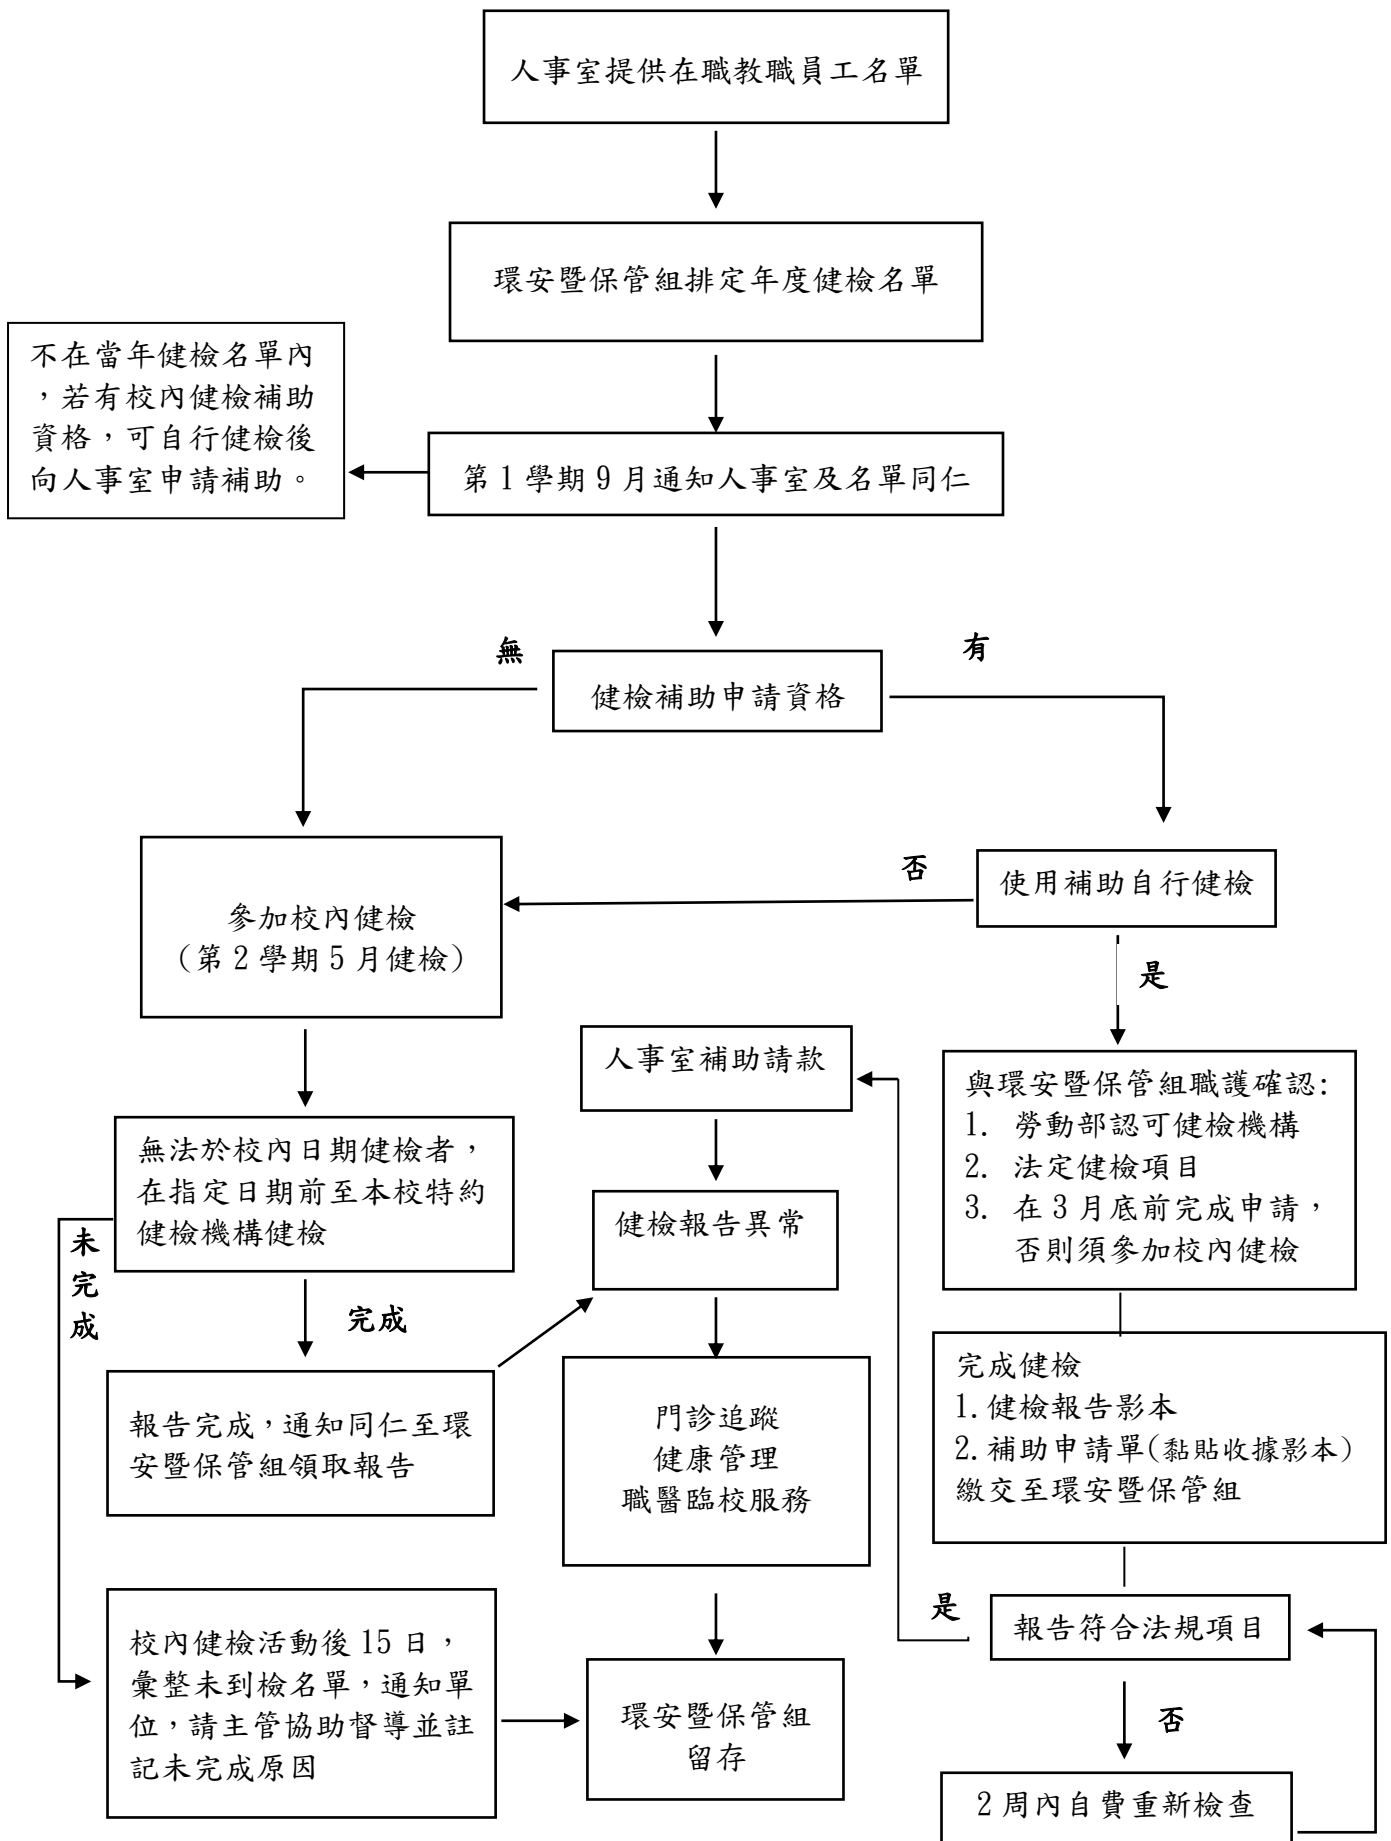 人事室提供在職教職員工名單
環安暨保管組排定年度健檢名單
不在當年健檢名單內
，若有校內健檢補助
資格，可自行健檢後
向人事室申請補助。
第1學期9月通知人事室及名單同仁
無
有
健檢補助申請資格
參加校內健檢
（第2學期5月健檢）
否
使用補助自行健檢
是
人事室補助請款
與環安暨保管組職護確認:
1. 勞動部認可健檢機構
2. 法定健檢項目
3. 在3月底前完成申請，
否則須參加校內健檢
無法於校內日期健檢者，
在指定日期前至本校特約
健檢機構健檢
健檢報告異常
未
完
成
完成
報告完成，通知同仁至環
安暨保管組領取報告
門診追蹤
健康管理
職醫臨校服務
完成健檢
1.健檢報告影本
2.補助申請單(黏貼收據影本)
繳交至環安暨保管組
校內健檢活動後15日，
彙整未到檢名單，通知單
位，請主管協助督導並註
記未完成原因
環安暨保管組
留存
是
報告符合法規項目
否
2周內自費重新檢查